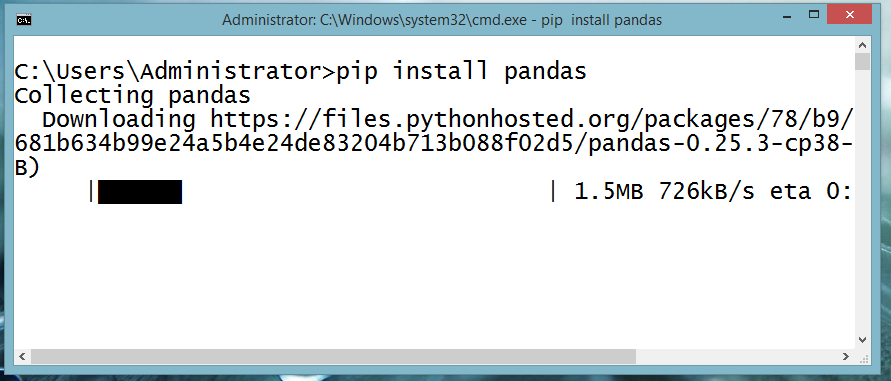 Administrator: C:\Windows\system32\cmd.exe - pip  install pandas
C:\Users\Administrator>pip install pandas
Collecting pandas
  Downloading https://files.pythonhosted.org/packages/78/b9/
681b634b99e24a5b4e24de83204b713b088f02d5/pandas-0.25.3-cp38-
B)
     |                                | 1.5MB 726kB/s eta 0: